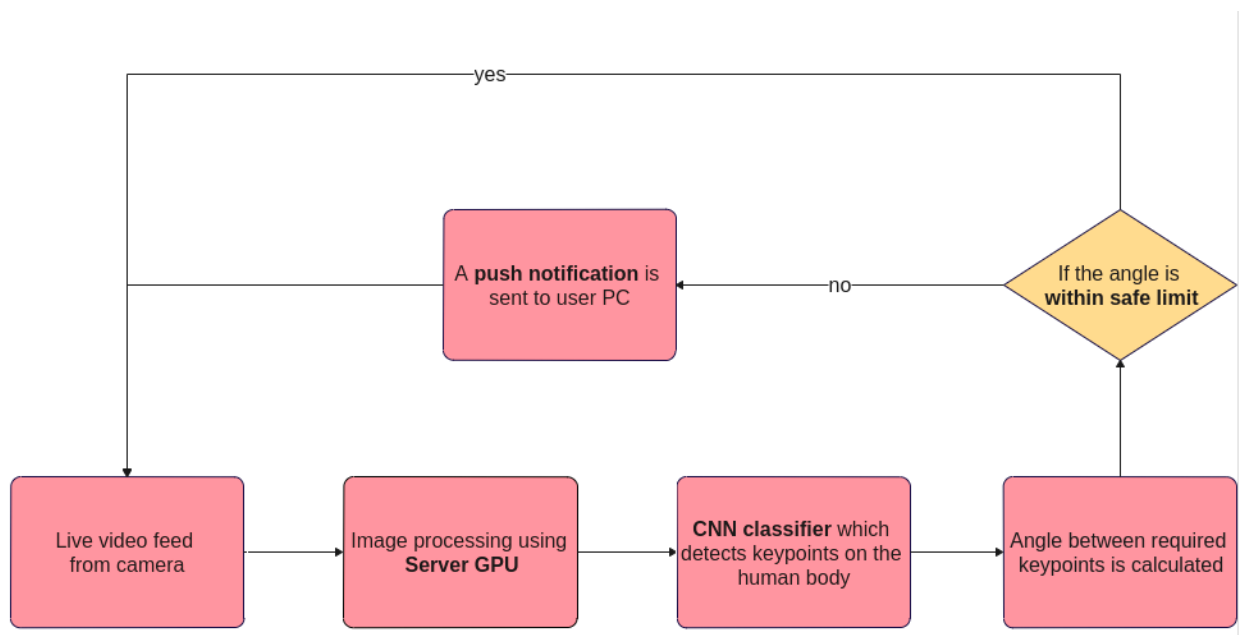 yes
A push notification is
sent to user PC
no
If the angle is
within safe limit
Live video feed
from camera
Image processing using
Server GPU
CNN classifier which
detects keypoints on the
human body
Angle between required
keypoints is calculated